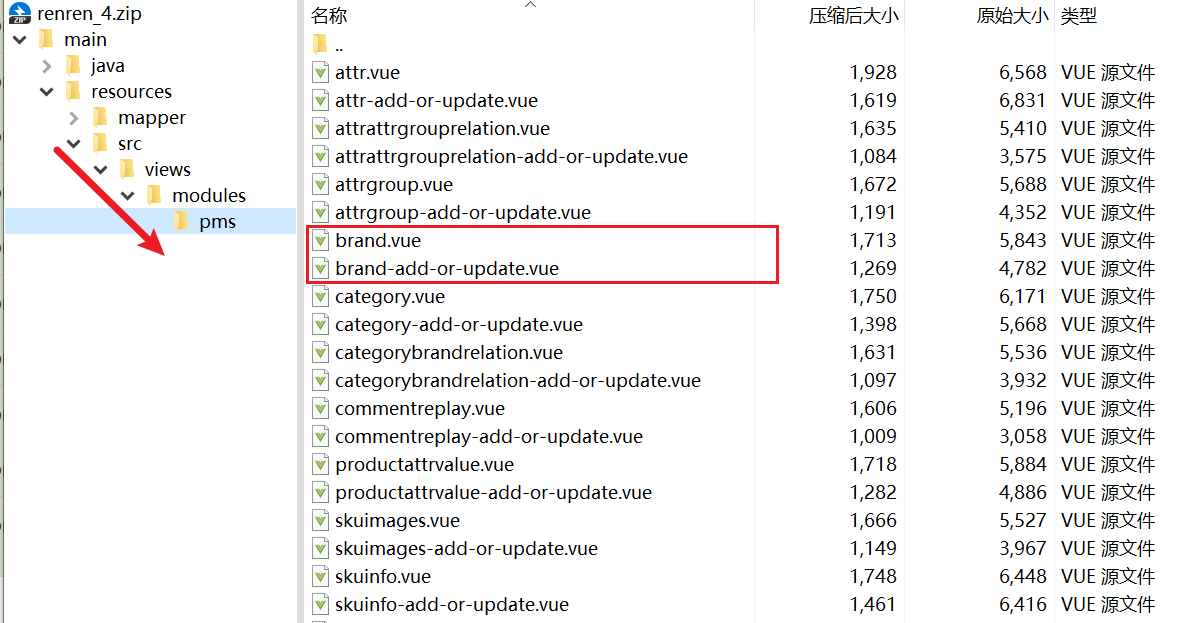 renren_4.zip
main
java
resources
mapper
src
views
modules
pms
名称 压缩后大小 原始大小 类型
..
attr.vue 1,928 6,568 VUE 源文件
attr-add-or-update.vue 1,619 6,831 VUE 源文件
attrattrgrouprelation.vue 1,635 5,410 VUE 源文件
attrattrgrouprelation-add-or-update.vue 1,084 3,575 VUE 源文件
attrgroup.vue 1,672 5,688 VUE 源文件
attrgroup-add-or-update.vue 1,191 4,352 VUE 源文件
brand.vue 1,713 5,843 VUE 源文件
brand-add-or-update.vue 1,269 4,782 VUE 源文件
category.vue 1,750 6,171 VUE 源文件
category-add-or-update.vue 1,398 5,668 VUE 源文件
categorybrandrelation.vue 1,631 5,536 VUE 源文件
categorybrandrelation-add-or-update.vue 1,097 3,932 VUE 源文件
commentreplay.vue 1,606 5,196 VUE 源文件
commentreplay-add-or-update.vue 1,009 3,058 VUE 源文件
productattrvalue.vue 1,718 5,884 VUE 源文件
productattrvalue-add-or-update.vue 1,282 4,886 VUE 源文件
skuimages.vue 1,666 5,527 VUE 源文件
skuimages-add-or-update.vue 1,149 3,967 VUE 源文件
skuinfo.vue 1,748 6,448 VUE 源文件
skuinfo-add-or-update.vue 1,461 6,416 VUE 源文件